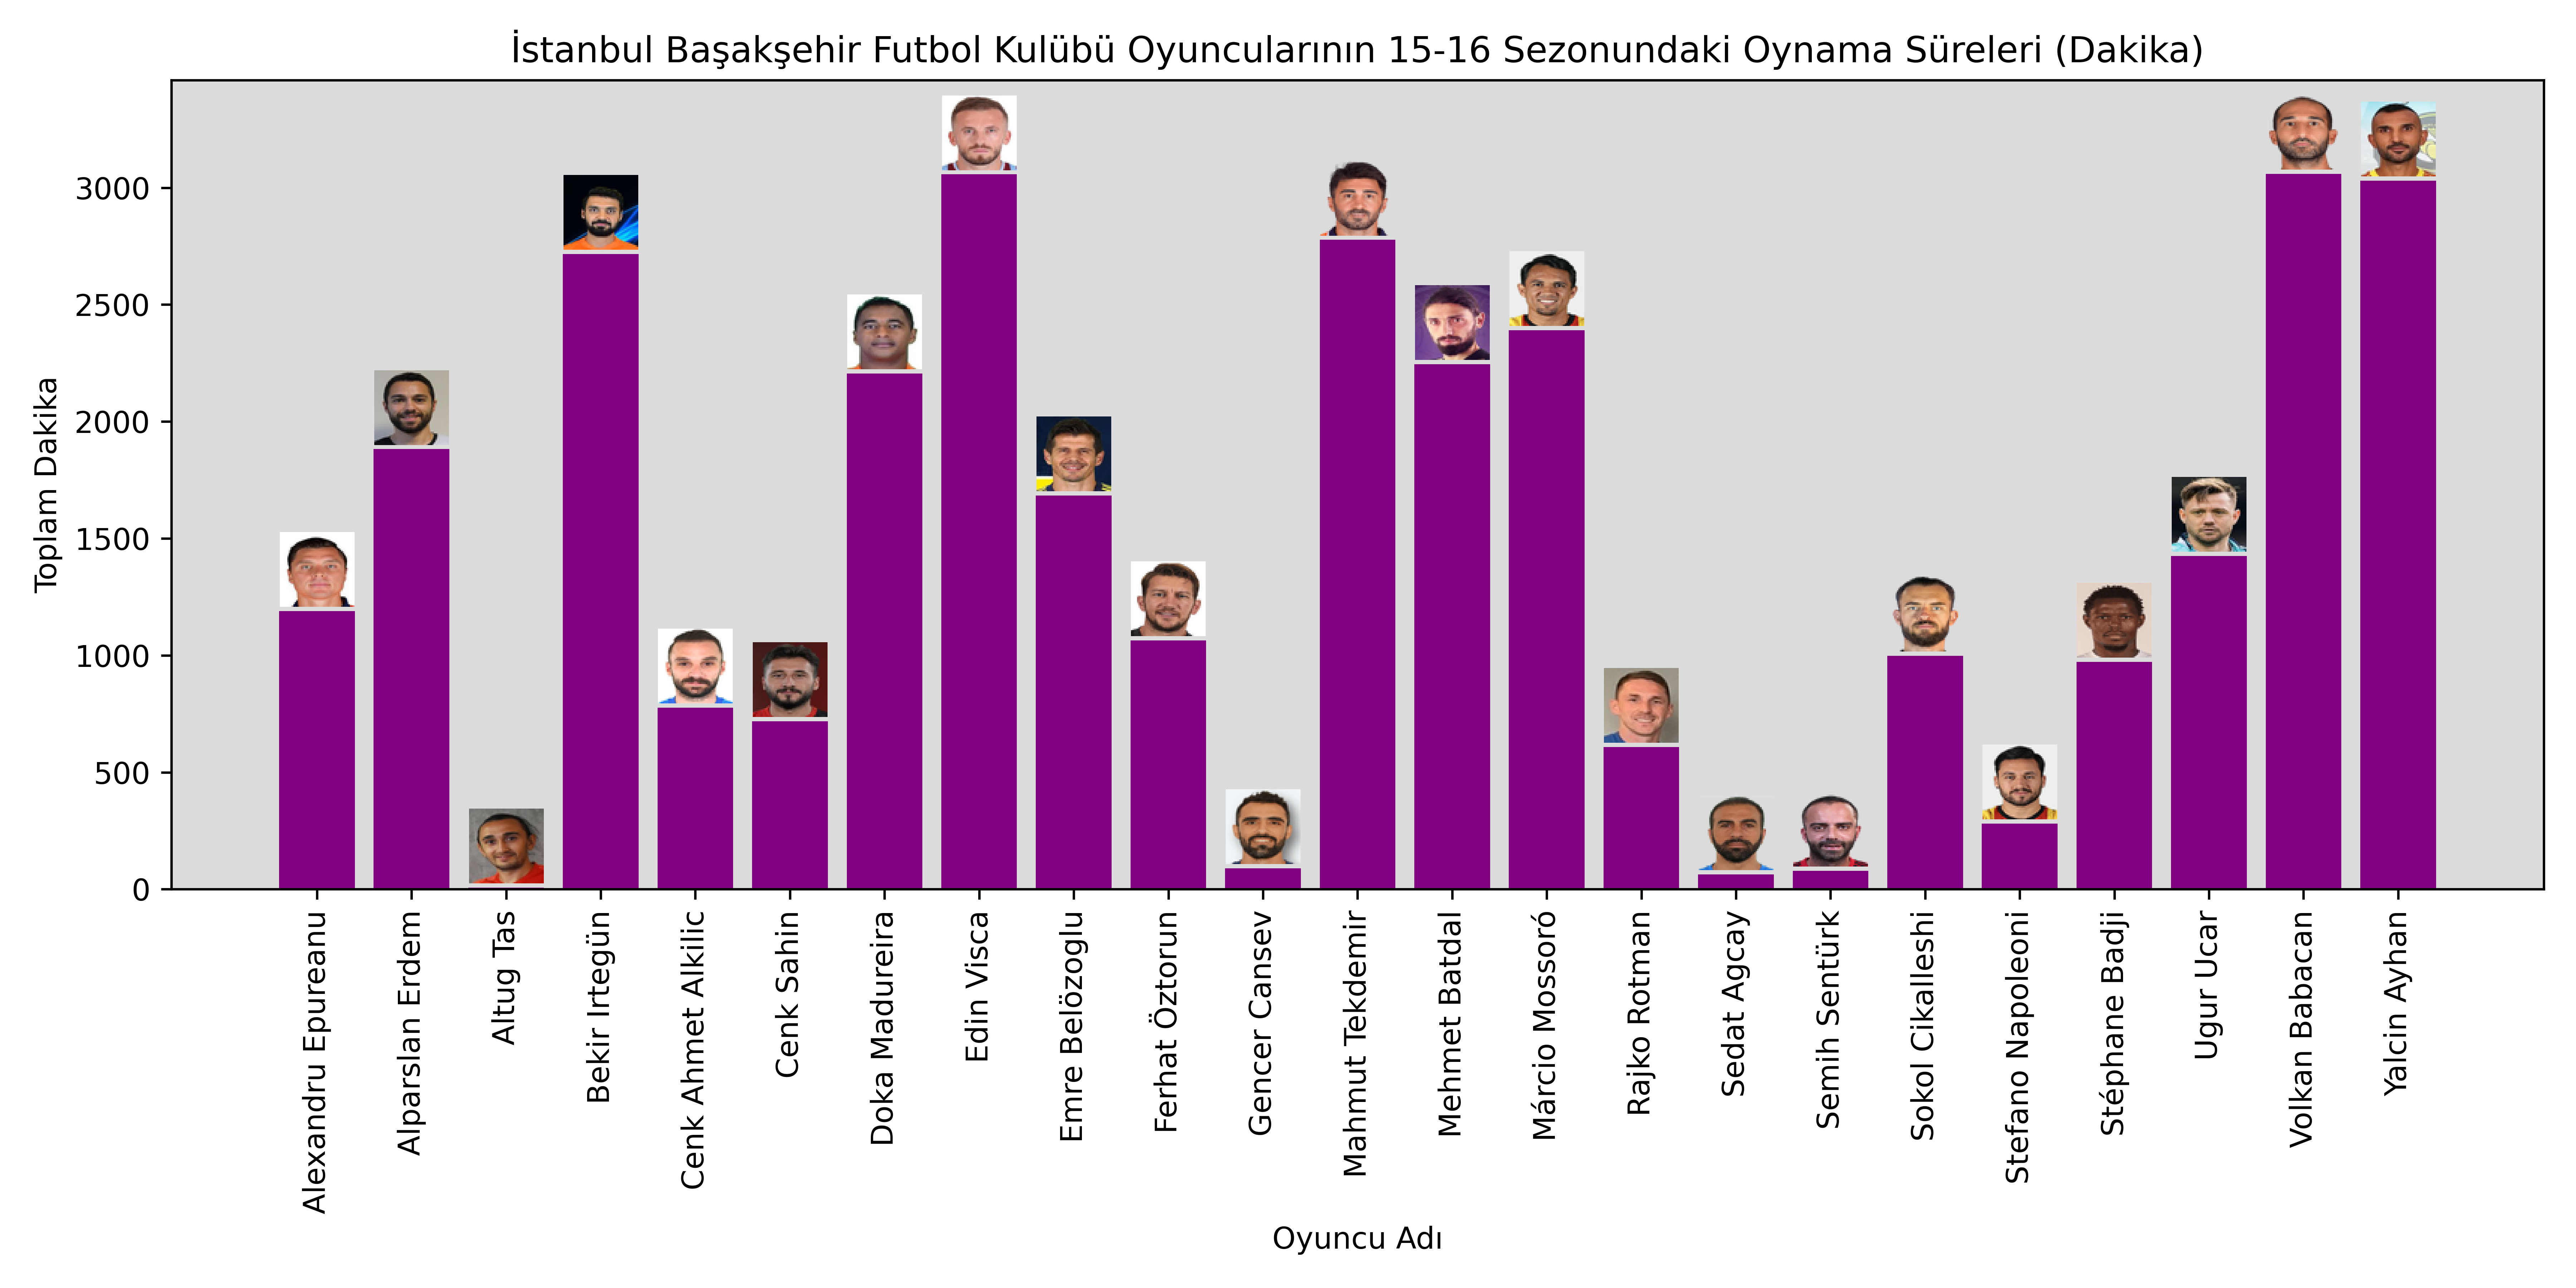 İstanbul Başakşehir Futbol Kulübü Oyuncularının 15-16 Sezonundaki Oynama Süreleri (Dakika)
Toplam Dakika
3000
2500
2000
1500
1000
500
0
Alexandru Epureanu
Alparslan Erdem
Altug Tas
Bekir Irtegün
Cenk Ahmet Alkilic
Cenk Sahin
Doka Madureira
Edin Visca
Emre Belözoglu
Ferhat Öztorun
Gencer Cansev
Mahmut Tekdemir
Mehmet Batdal
Márcio Mossoró
Rajko Rotman
Sedat Agcay
Semih Sentürk
Sokol Cikalleshi
Stefano Napoleoni
Stéphane Badji
Ugur Ucar
Volkan Babacan
Yalcin Ayhan
Oyuncu Adı